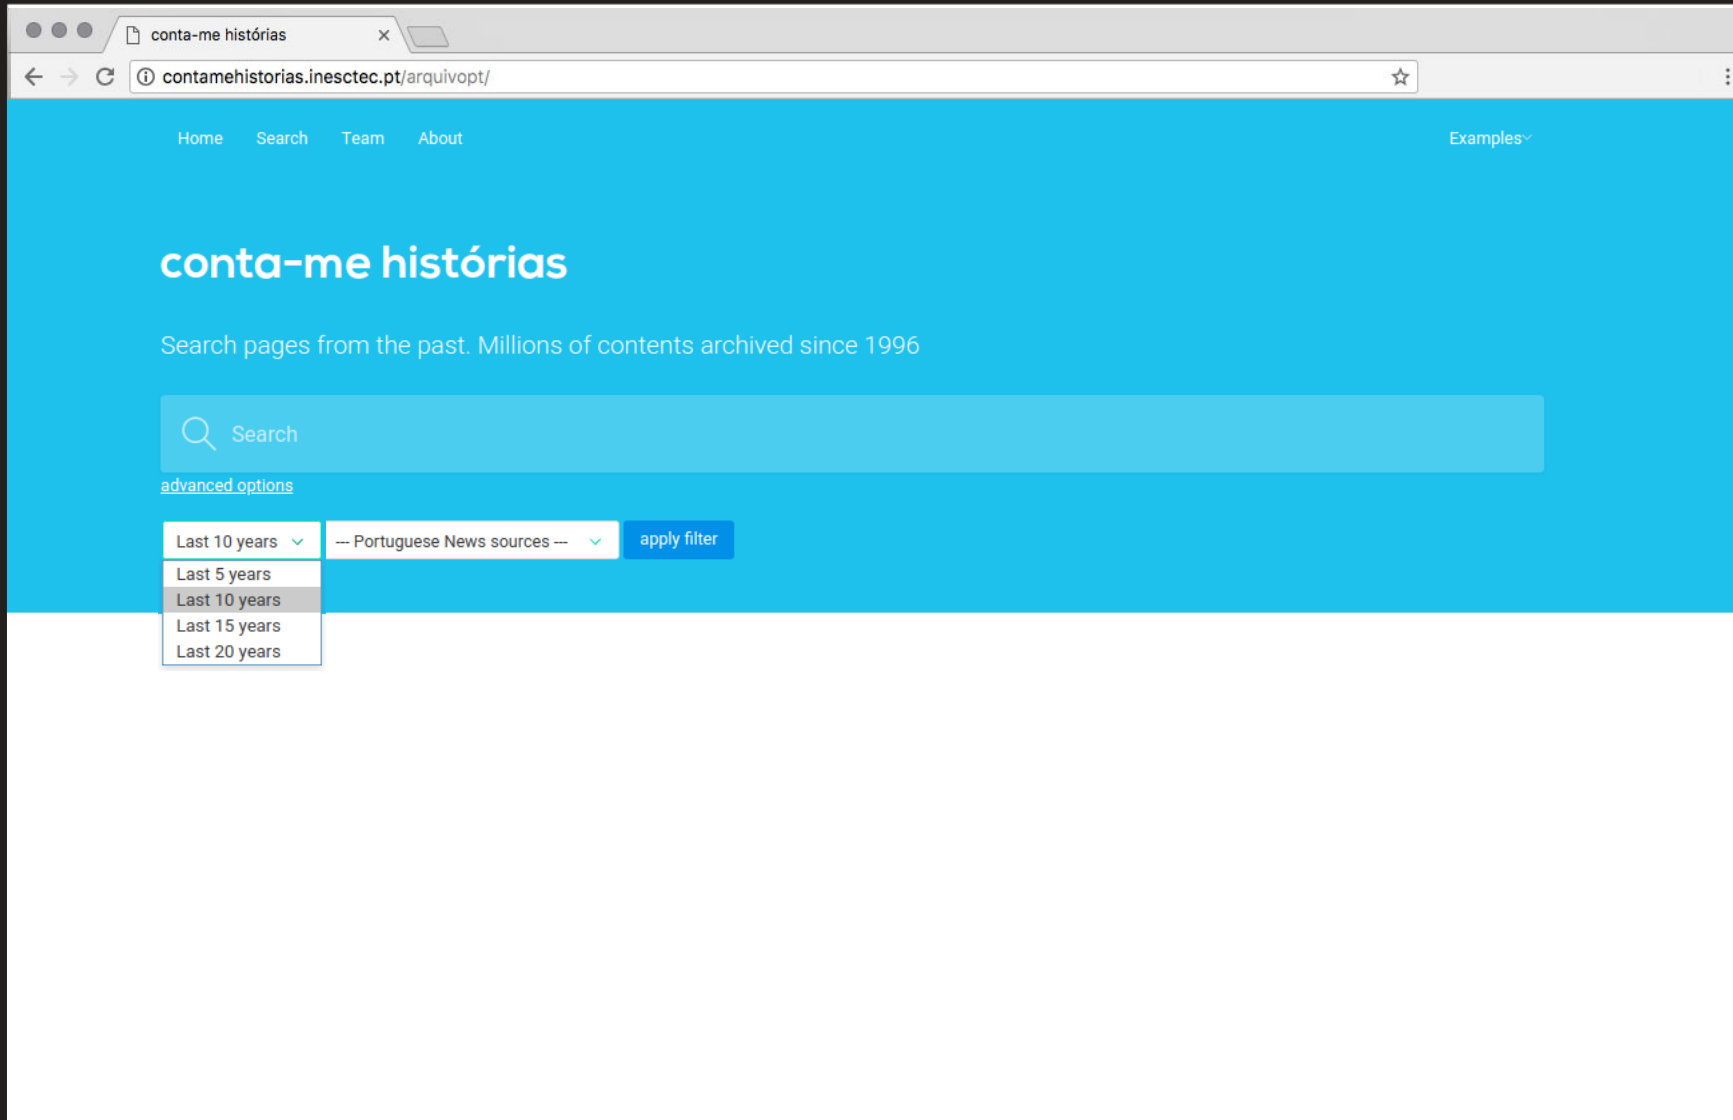 conta-me histórias
contamehistorias.inesctec.pt/arquivopt/
Home Search Team About Examples
conta-me histórias
Search pages from the past. Millions of contents archived since 1996
Search
advanced options
Last 10 years --- Portuguese News sources --- apply filter
Last 5 years
Last 10 years
Last 15 years
Last 20 years